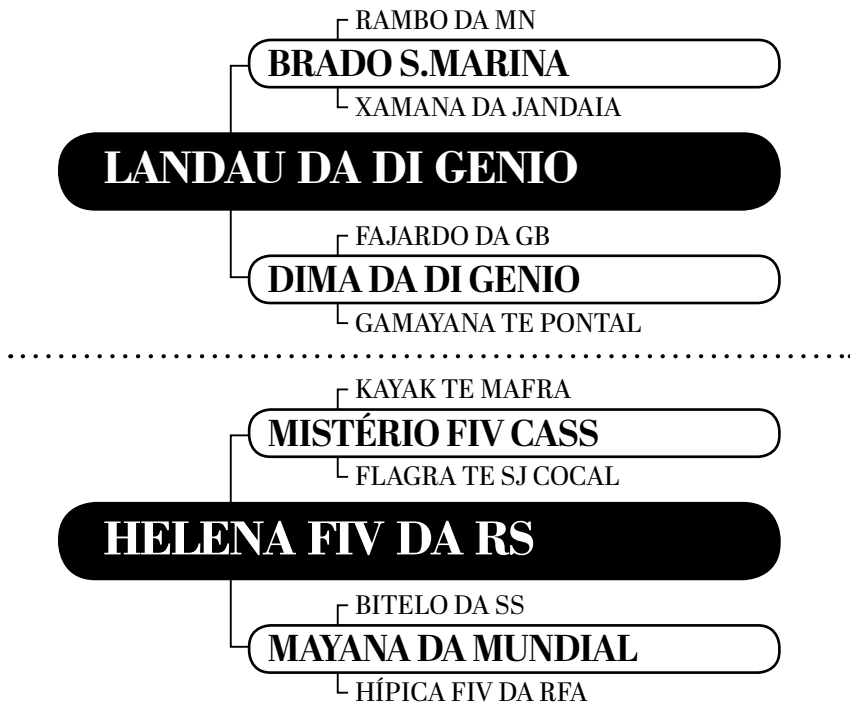 RAMBO DA MN
BRADO S.MARINA
XAMANA DA JANDAIA
LANDAU DA DI GENIO
FAJARDO DA GB
DIMA DA DI GENIO
GAMAYANA TE PONTAL
KAYAK TE MAFRA
MISTÉRIO FIV CASS
FLAGRA TE SJ COCAL
HELENA FIV DA RS
BITELO DA SS
MAYANA DA MUNDIAL
HÍPICA FIV DA RFA